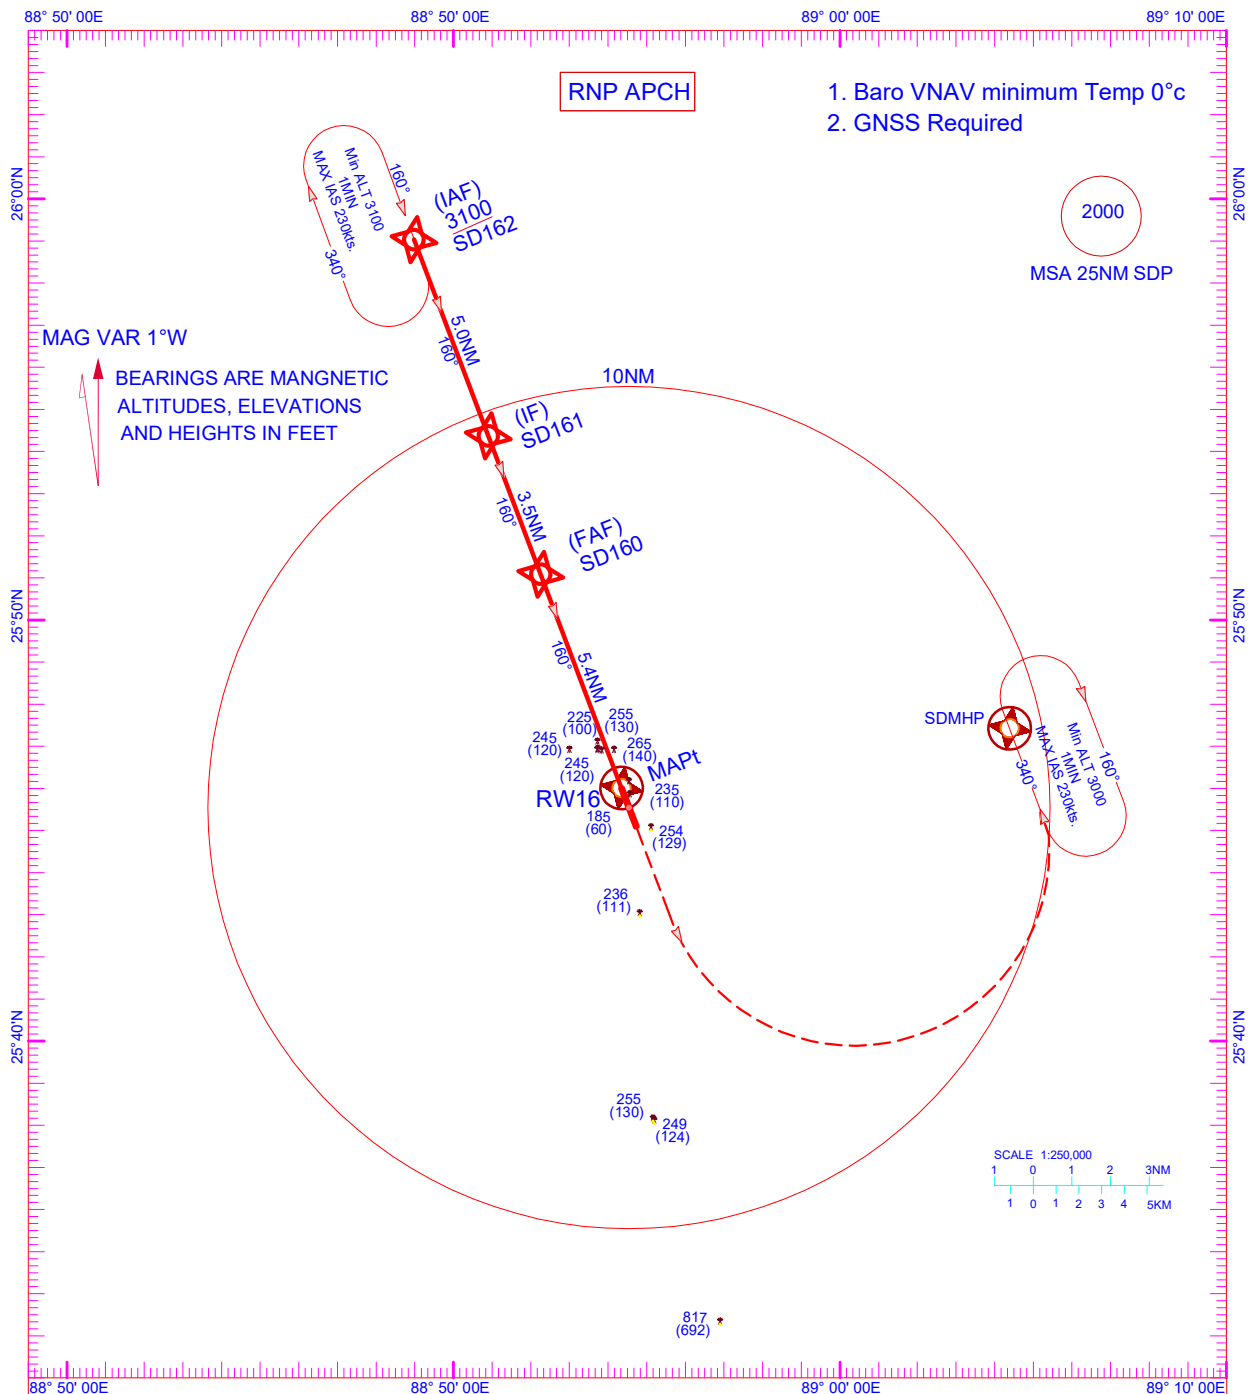 88° 50' 00E
88° 50' 00E
89° 00' 00E
89° 10' 00E
RNP APCH
1. Baro VNAV minimum Temp 0°c
2. GNSS Required
26°00'N
26°00'N
160°
Min ALT 3100
1MIN
MAX IAS 230kts.
340°
(IAF)
3100
SD162
2000
MSA 25NM SDP
MAG VAR 1°W
BEARINGS ARE MANGNETIC
ALTITUDES, ELEVATIONS
AND HEIGHTS IN FEET
5.0NM
160°
10NM
(IF)
SD161
3.5NM
160°
(FAF)
SD160
25°50'N
25°50'N
5.4NM
160°
225
(100)
255
(130)
245
(120)
245
(120)
265
(140)
MAPt
RW16
235
(110)
185
(60)
254
(129)
236
(111)
SDMHP
160°
Min ALT 3000
1MIN
MAX IAS 230kts.
340°
25°40'N
25°40'N
255
(130)
249
(124)
SCALE 1:250,000
1 0 1 2 3NM
1 0 1 2 3 4 5KM
817
(692)
88° 50' 00E
88° 50' 00E
89° 00' 00E
89° 10' 00E